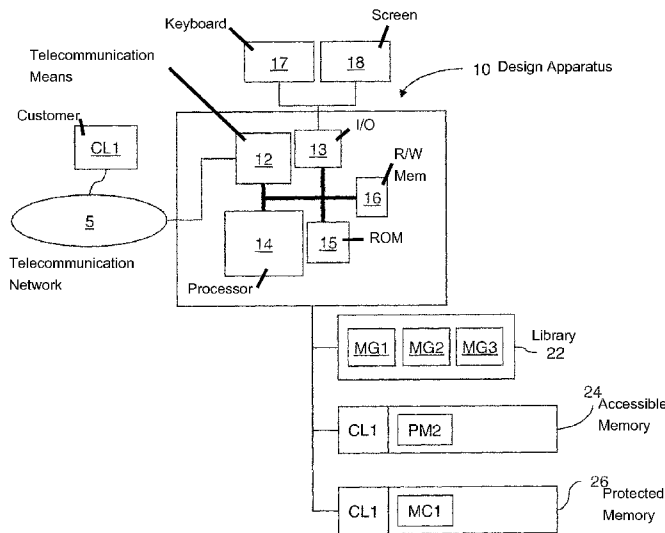 Keyboard
Screen
17
18
Telecommunication
Means
10 Design Apparatus
Customer
CL1
I/O
12
13
R/W
Mem
16
5
14
15
ROM
Telecommunication
Network
Processor
MG1
MG2
MG3
Library
22
CL1
PM2
24
Accessible
Memory
CL1
MC1
26
Protected
Memory